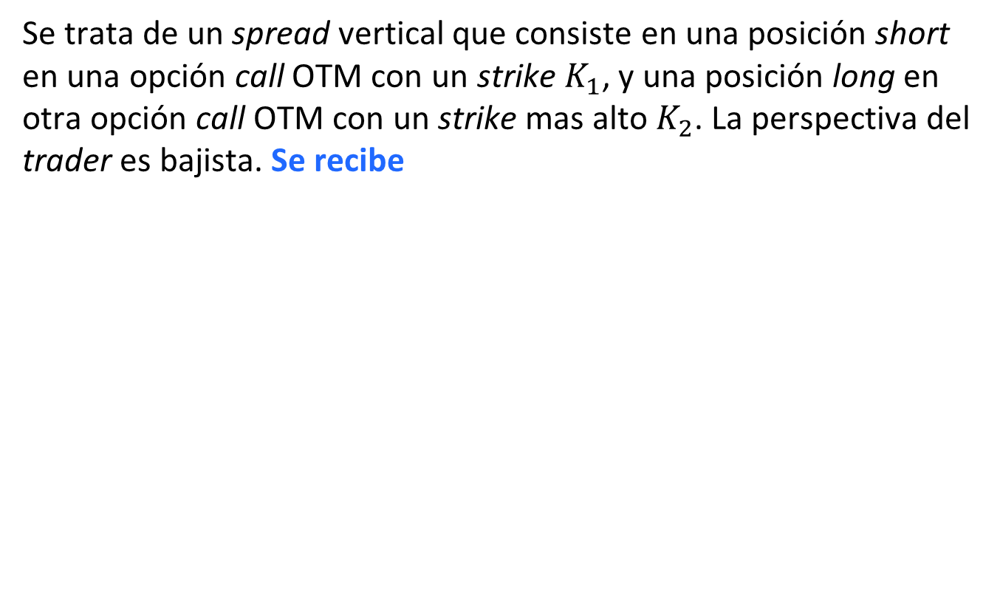 Se trata de un spread vertical que consiste en una posición short
en una opción call OTM con un strike K₁, y una posición long en
otra opción call OTM con un strike mas alto K₂. La perspectiva del
trader es bajista. Se recibe